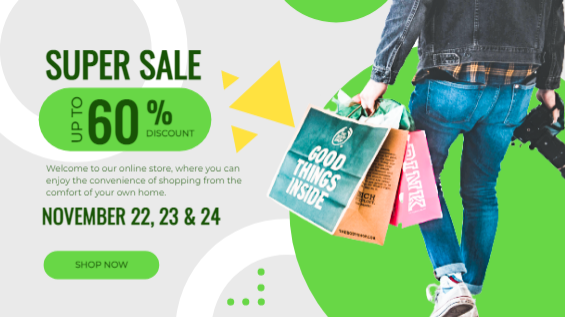 SUPER SALE
UP TO
60 %
DISCOUNT
Welcome to our online store, where you can
enjoy the convenience of shopping from the
comfort of your own home.
NOVEMBER 22, 23 & 24
SHOP NOW
GOOD
THINGS
INSIDE
PINK